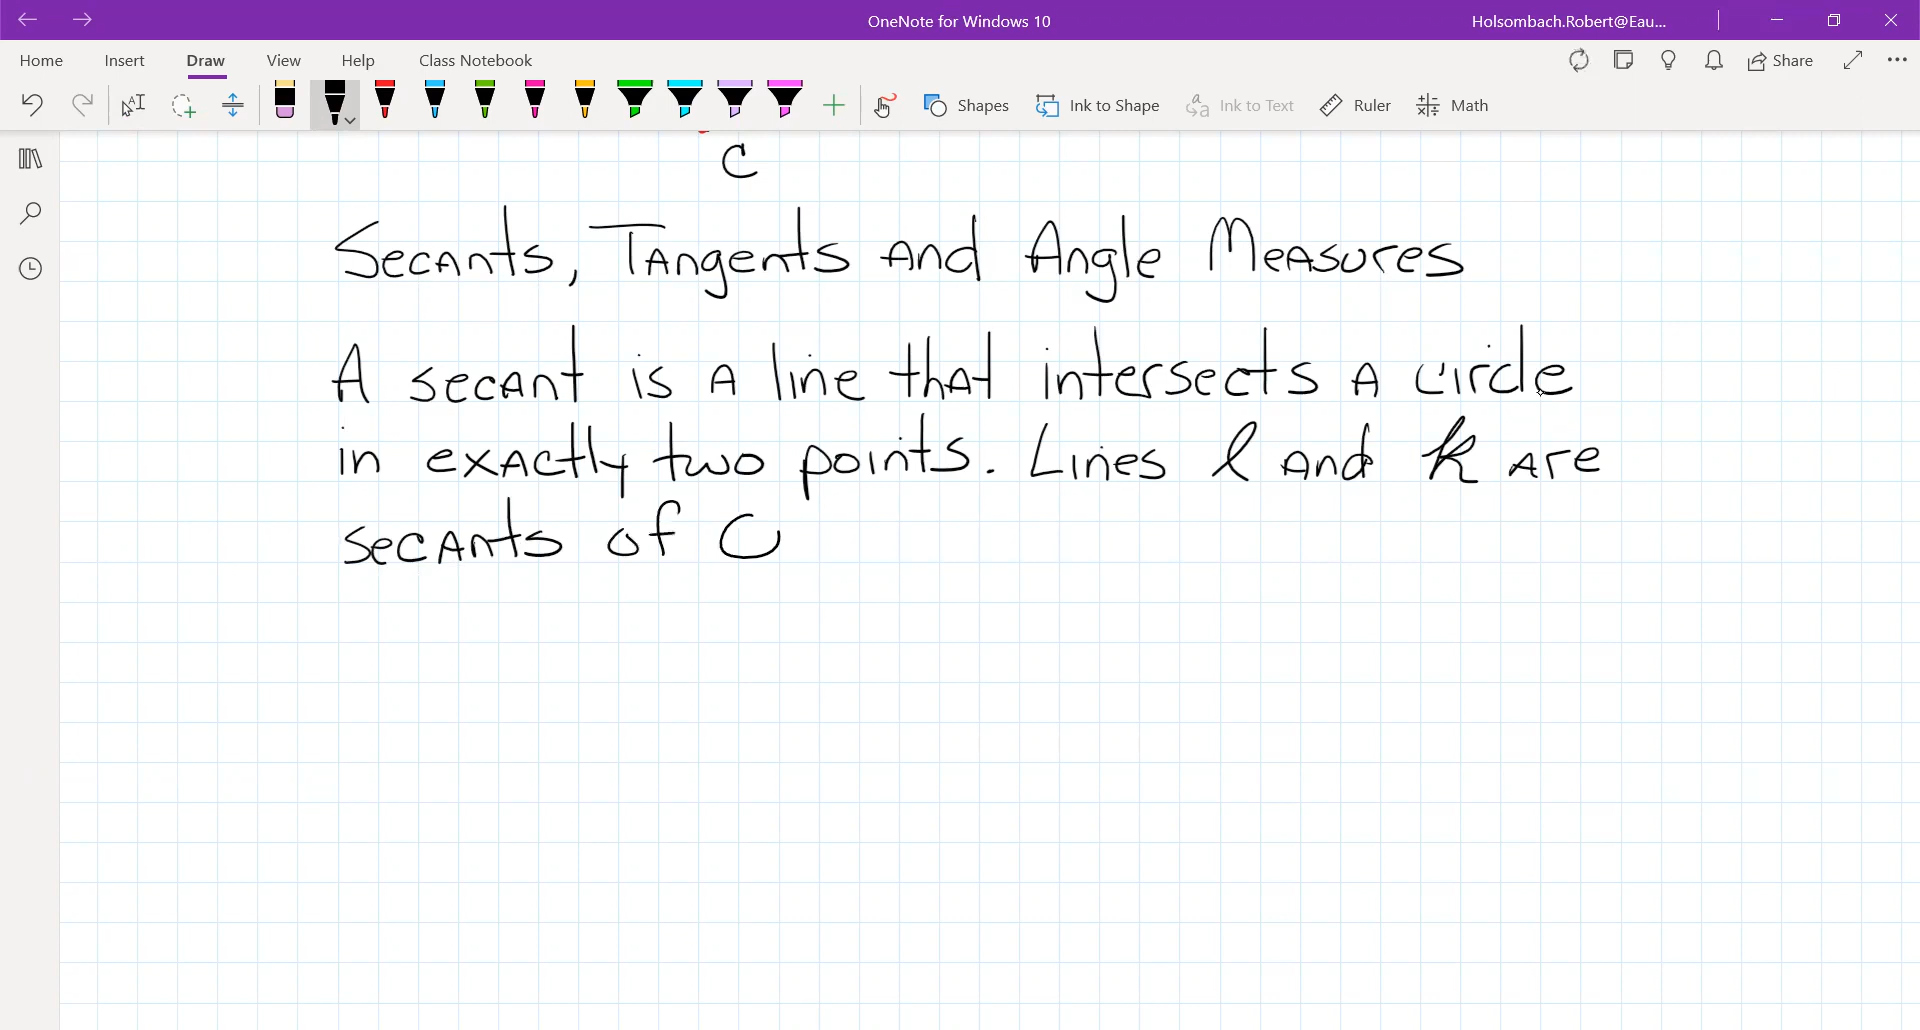 OneNote for Windows 10
Holsombach.Robert@Eau...
Home Insert Draw View Help Class Notebook
Share
Shapes Ink to Shape Ink to Text Ruler Math
C
Secants, Tangents and Angle Measures
A secant is a line that intersects a circle
in exactly two points. Lines l and k are
secants of C